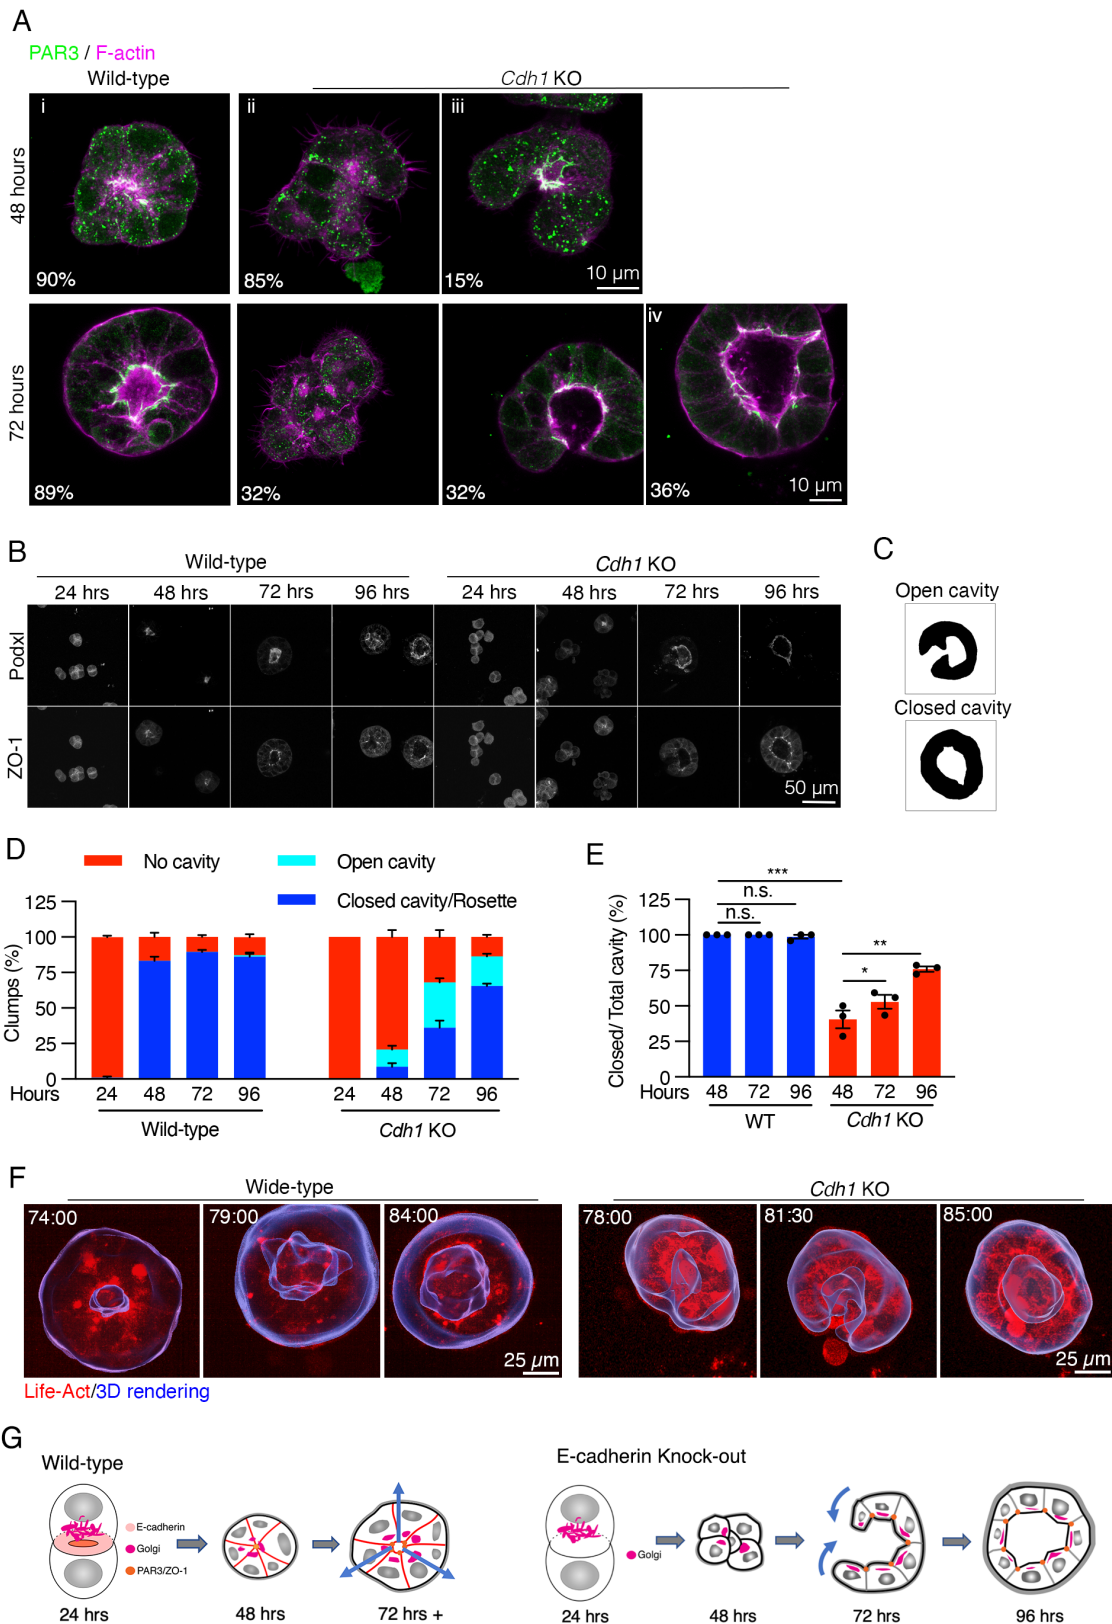 A
PAR3 / F-actin
Wild-type
Cdh1 KO
48 hours
i
ii
iii
90%
85%
15%
10 µm
72 hours
iv
89%
32%
32%
36%
10 µm
B
Wild-type
Cdh1 KO
24 hrs 48 hrs 72 hrs 96 hrs 24 hrs 48 hrs 72 hrs 96 hrs
Podxl
ZO-1
50 µm
C
Open cavity
Closed cavity
D
No cavity
Open cavity
Closed cavity/Rosette
Clumps (%)
125
100
75
50
25
0
Hours 24 48 72 96 24 48 72 96
Wild-type
Cdh1 KO
E
***
n.s.
n.s.
**
*
Closed/ Total cavity (%)
125
100
75
50
25
0
Hours 48 72 96 48 72 96
WT
Cdh1 KO
F
Wide-type
Cdh1 KO
74:00
79:00
84:00
25 µm
78:00
81:30
85:00
25 µm
Life-Act/3D rendering
G
Wild-type
E-cadherin
Golgi
PAR3/ZO-1
24 hrs
48 hrs
72 hrs +
E-cadherin Knock-out
Golgi
24 hrs
48 hrs
72 hrs
96 hrs